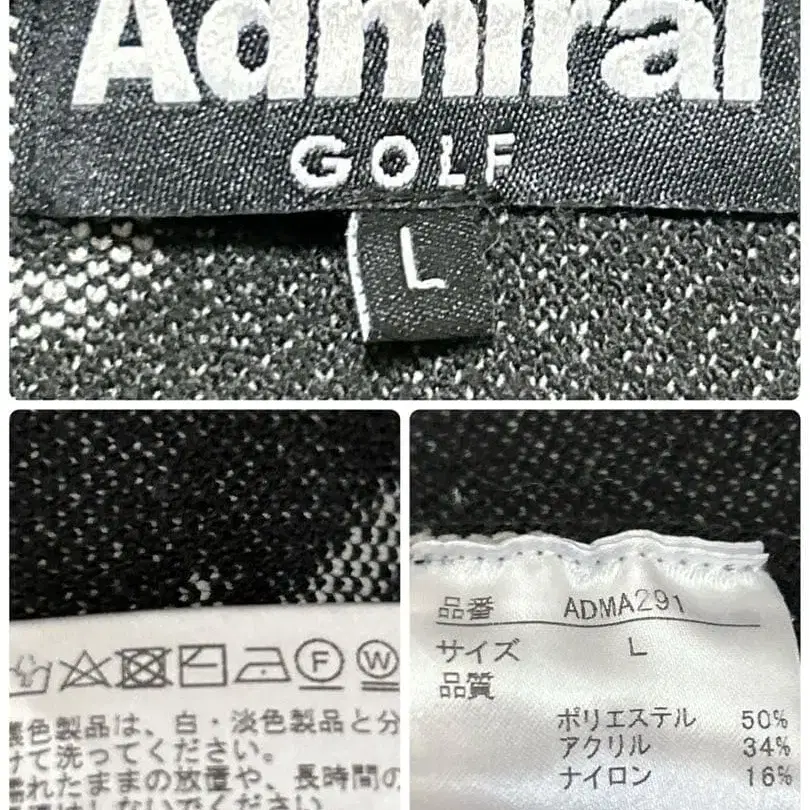 Admiral
GOLF
L
F W
濃色製品は、白・淡色製品と分
けて洗ってください。
濡れたままの放置や、長時間の
品番 ADMA291
サイズ L
品質
ポリエステル 50%
アクリル 34%
ナイロン 16%